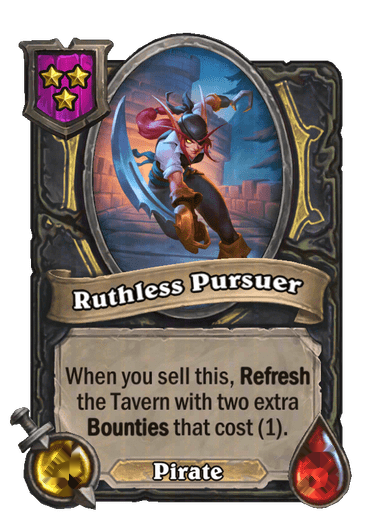 Ruthless Pursuer
When you sell this, Refresh
the Tavern with two extra
Bounties that cost (1).
Pirate